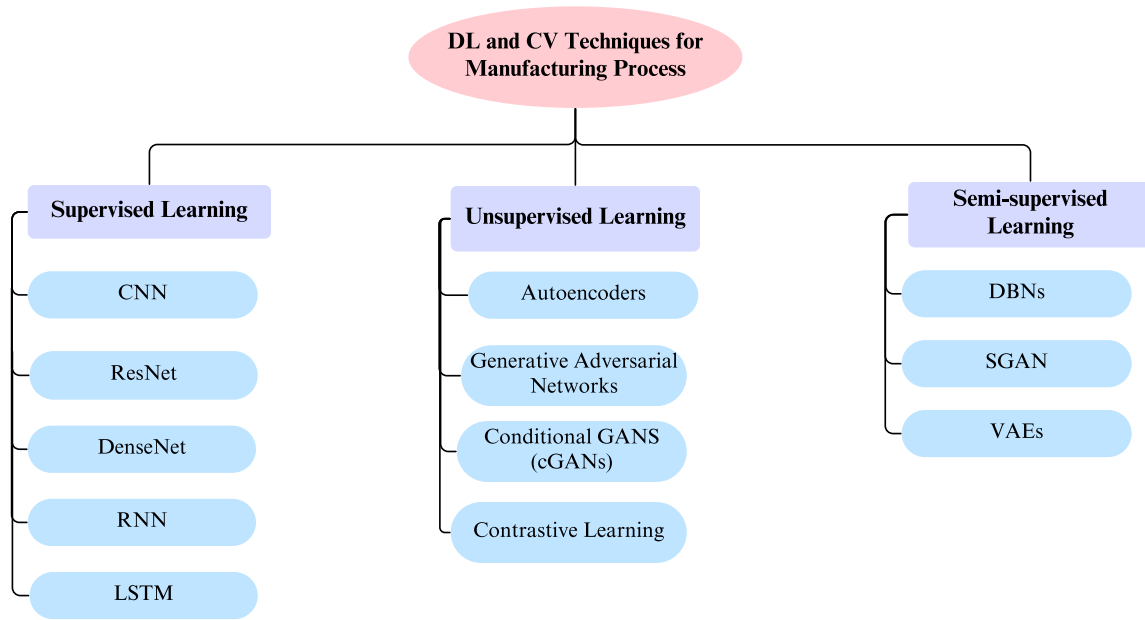 DL and CV Techniques for
Manufacturing Process
Supervised Learning
CNN
ResNet
DenseNet
RNN
LSTM
Unsupervised Learning
Autoencoders
Generative Adversarial
Networks
Conditional GANS
(cGANs)
Contrastive Learning
Semi-supervised
Learning
DBNs
SGAN
VAEs